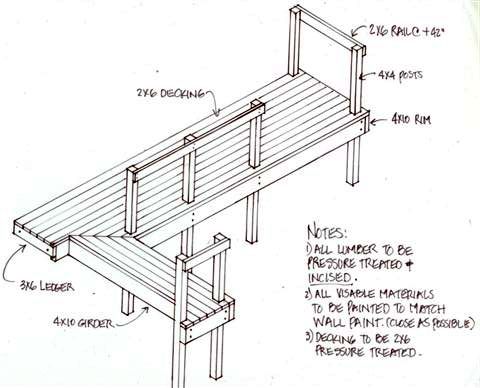 2X6 RAIL @ +42"
4X4 POSTS
2X6 DECKING
4X10 RIM
3X6 LEDGER
4X10 GIRDER
NOTES:
1) ALL LUMBER TO BE
PRESSURE TREATED &
INCISED.
2) ALL VISABLE MATERIALS
TO BE PAINTED TO MATCH
WALL PAINT. (CLOSE AS POSSIBLE)
3) DECKING TO BE 2X6
PRESSURE TREATED.